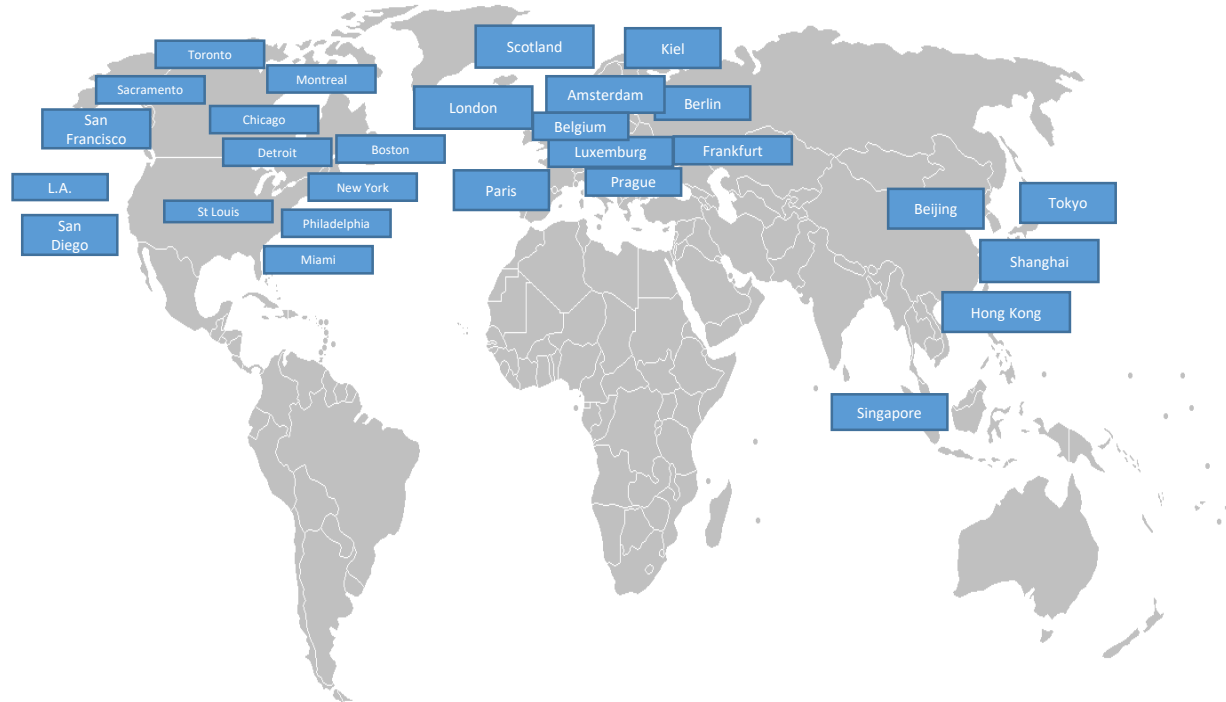 Toronto
Montreal
Sacramento
San
Francisco
Chicago
Detroit
Boston
L.A.
New York
St Louis
San
Diego
Philadelphia
Miami
Scotland
Kiel
Amsterdam
London
Berlin
Belgium
Luxemburg
Frankfurt
Paris
Prague
Beijing
Tokyo
Shanghai
Hong Kong
Singapore